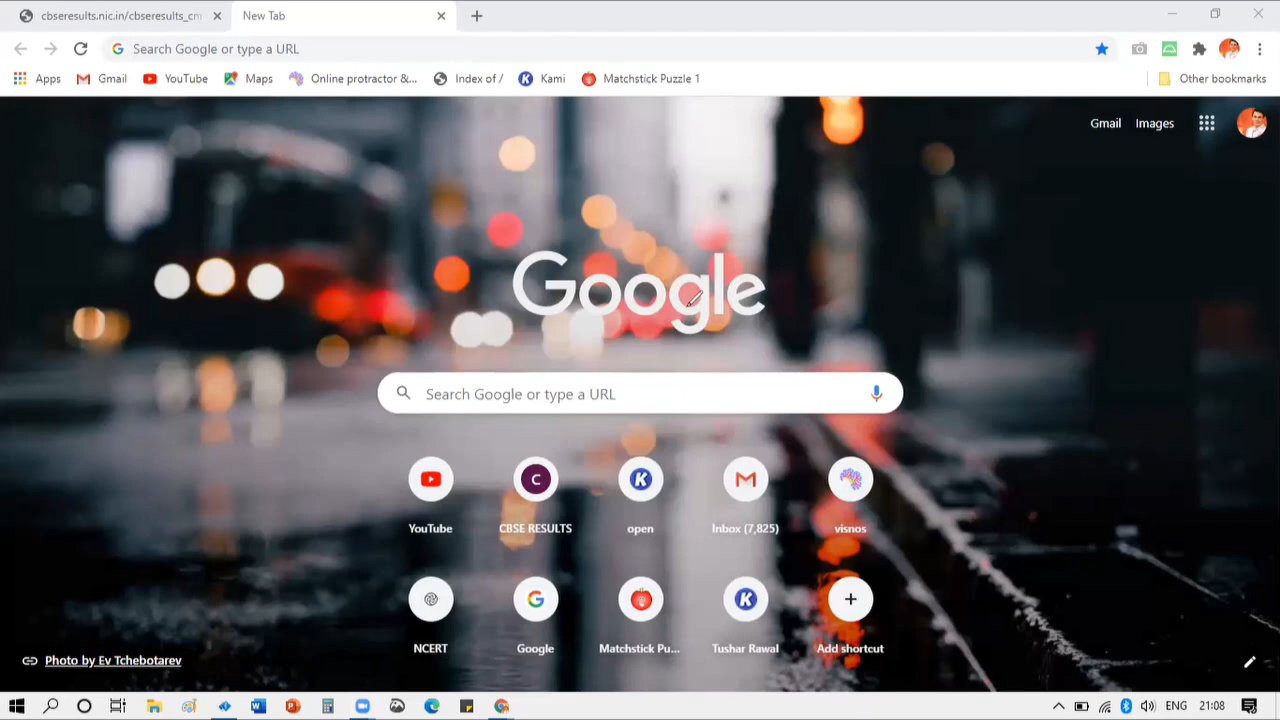 cbseresults.nic.in/cbseresults_cm
New Tab
Search Google or type a URL
Apps
Gmail
YouTube
Maps
Online protractor &...
Index of /
Kami
Matchstick Puzzle 1
Other bookmarks
Gmail
Images
Google
Search Google or type a URL
YouTube
CBSE RESULTS
open
Inbox (7,825)
visnos
NCERT
Google
Matchstick Pu...
Tushar Rawal
Add shortcut
Photo by Ev Tchebotarev
ENG
21:08